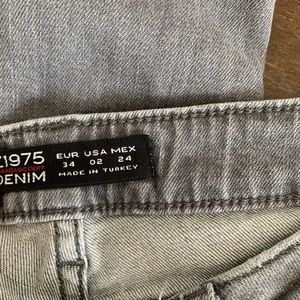 Z1975
DENIM
EUR USA MEX
34 02 24
MADE IN TURKEY